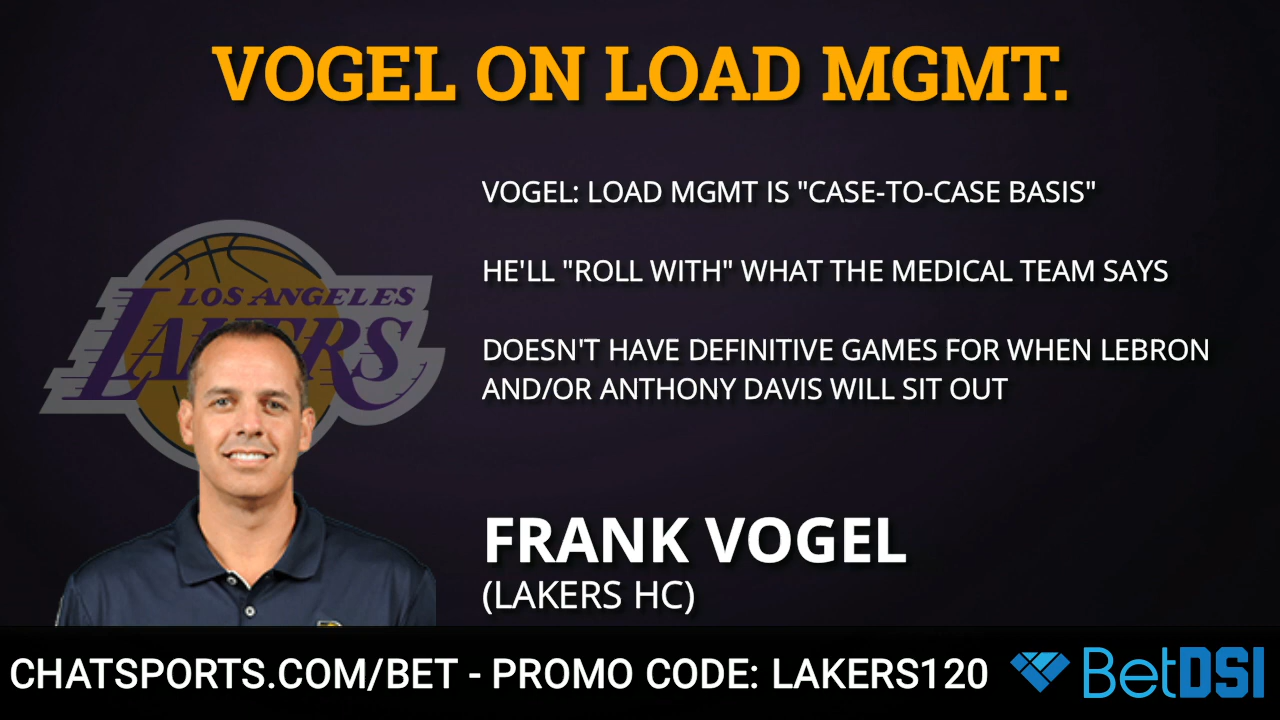 VOGEL ON LOAD MGMT.
VOGEL: LOAD MGMT IS "CASE-TO-CASE BASIS"
HE'LL "ROLL WITH" WHAT THE MEDICAL TEAM SAYS
DOESN'T HAVE DEFINITIVE GAMES FOR WHEN LEBRON
AND/OR ANTHONY DAVIS WILL SIT OUT
LOS ANGELES
LAKERS
FRANK VOGEL
(LAKERS HC)
CHATSPORTS.COM/BET - PROMO CODE: LAKERS120
BetDSI